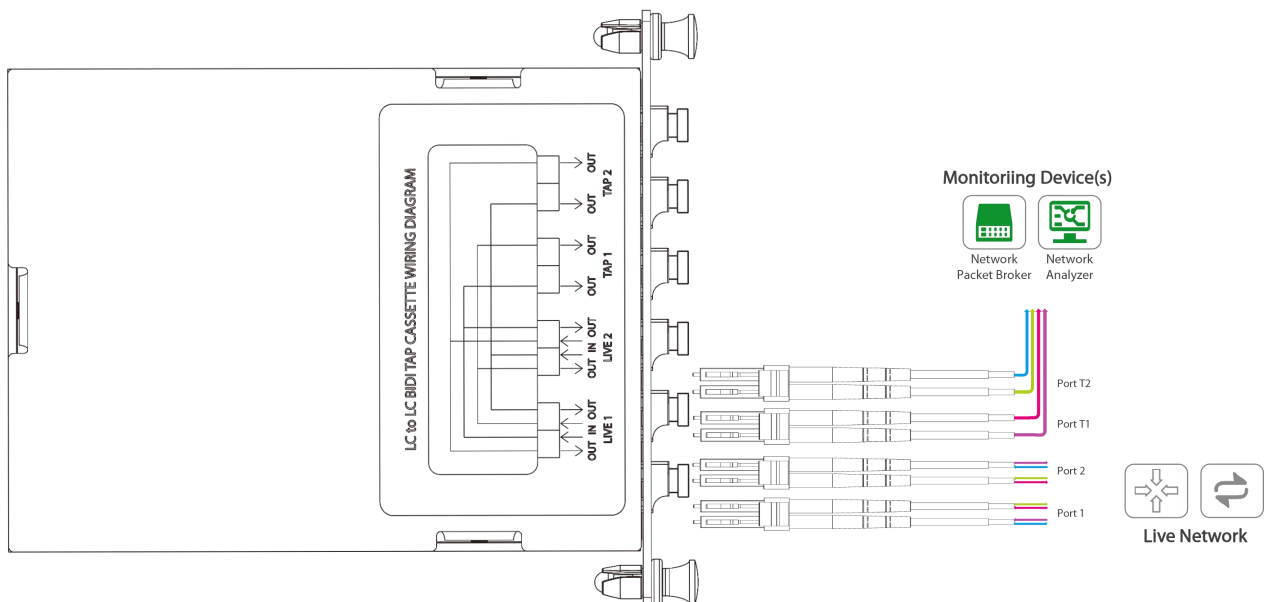 LC to LC BIDI TAP CASSETTE WIRING DIAGRAM
OUT
OUT
TAP 2
OUT
OUT
TAP 1
OUT IN OUT
LIVE 2
OUT IN OUT
LIVE 1
Monitoriing Device(s)
Network
Packet Broker
Network
Analyzer
Port T2
Port T1
Port 2
Port 1
Live Network